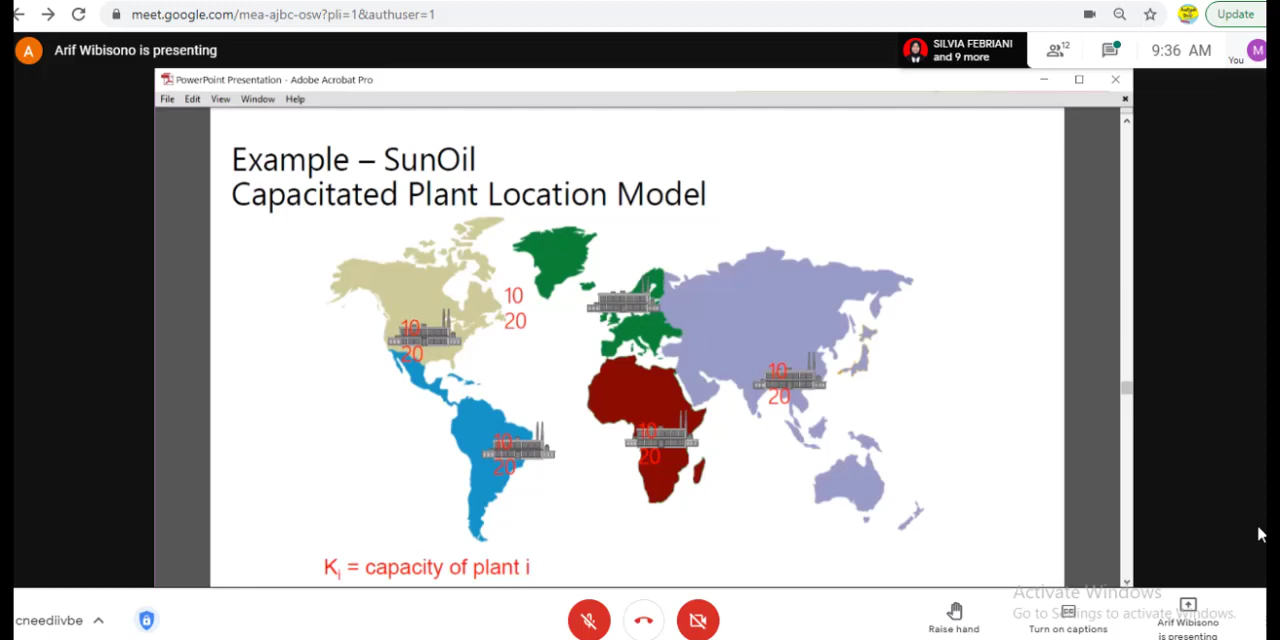 meet.google.com/mea-ajbc-osw?pli=1&authuser=1
Update
A
Arif Wibisono is presenting
SILVIA FEBRIANI
and 9 more
12
9:36 AM
You
M
PowerPoint Presentation - Adobe Acrobat Pro
File Edit View Window Help
Example – SunOil
Capacitated Plant Location Model
10
20
10
20
10
20
10
20
10
20
Ki = capacity of plant i
Activate Windows
Go to Settings to activate Windows.
cneediivbe
Raise hand
Turn on captions
Arif Wibisono
is presenting